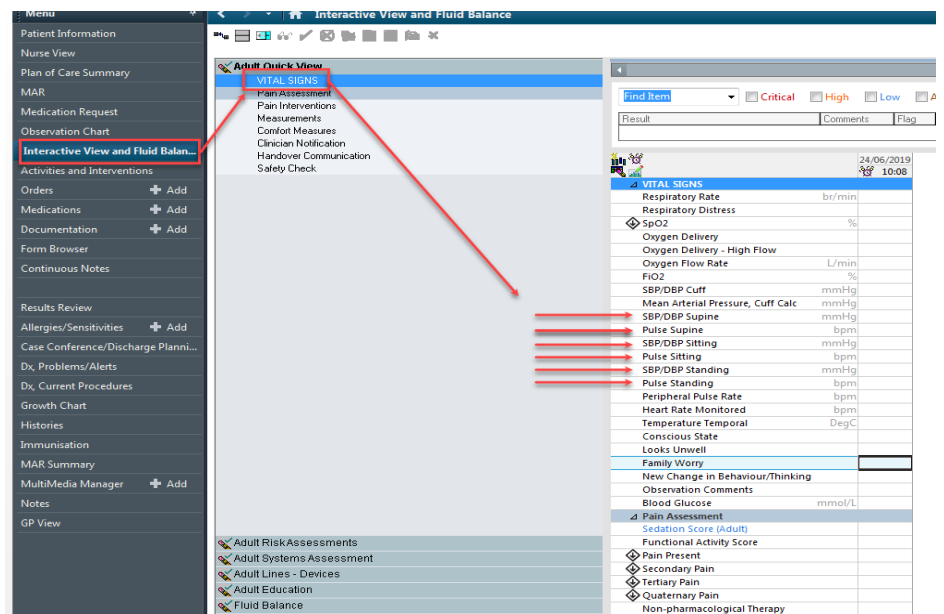 Menu
Interactive View and Fluid Balance
Patient Information
Nurse View
Plan of Care Summary
MAR
Medication Request
Observation Chart
Interactive View and Fluid Balan...
Activities and Interventions
Orders Add
Medications Add
Documentation Add
Form Browser
Continuous Notes
Results Review
Allergies/Sensitivities Add
Case Conference/Discharge Planni...
Dx, Problems/Alerts
Dx, Current Procedures
Growth Chart
Histories
Immunisation
MAR Summary
MultiMedia Manager Add
Notes
GP View
Adult Quick View
VITAL SIGNS
Pain Assessment
Pain Interventions
Measurements
Comfort Measures
Clinician Notification
Handover Communication
Safety Check
Adult RiskAssessments
Adult Systems Assessment
Adult Lines - Devices
Adult Education
Fluid Balance
Find Item Critical High Low A
Result Comments Flag
24/06/2019
10:08
VITAL SIGNS
Respiratory Rate br/min
Respiratory Distress
SpO2 %
Oxygen Delivery
Oxygen Delivery - High Flow
Oxygen Flow Rate L/min
FiO2 %
SBP/DBP Cuff mmHg
Mean Arterial Pressure, Cuff Calc mmHg
SBP/DBP Supine mmHg
Pulse Supine bpm
SBP/DBP Sitting mmHg
Pulse Sitting bpm
SBP/DBP Standing mmHg
Pulse Standing bpm
Peripheral Pulse Rate bpm
Heart Rate Monitored bpm
Temperature Temporal DegC
Conscious State
Looks Unwell
Family Worry
New Change in Behaviour/Thinking
Observation Comments
Blood Glucose mmol/L
Pain Assessment
Sedation Score (Adult)
Functional Activity Score
Pain Present
Secondary Pain
Tertiary Pain
Quaternary Pain
Non-pharmacological Therapy